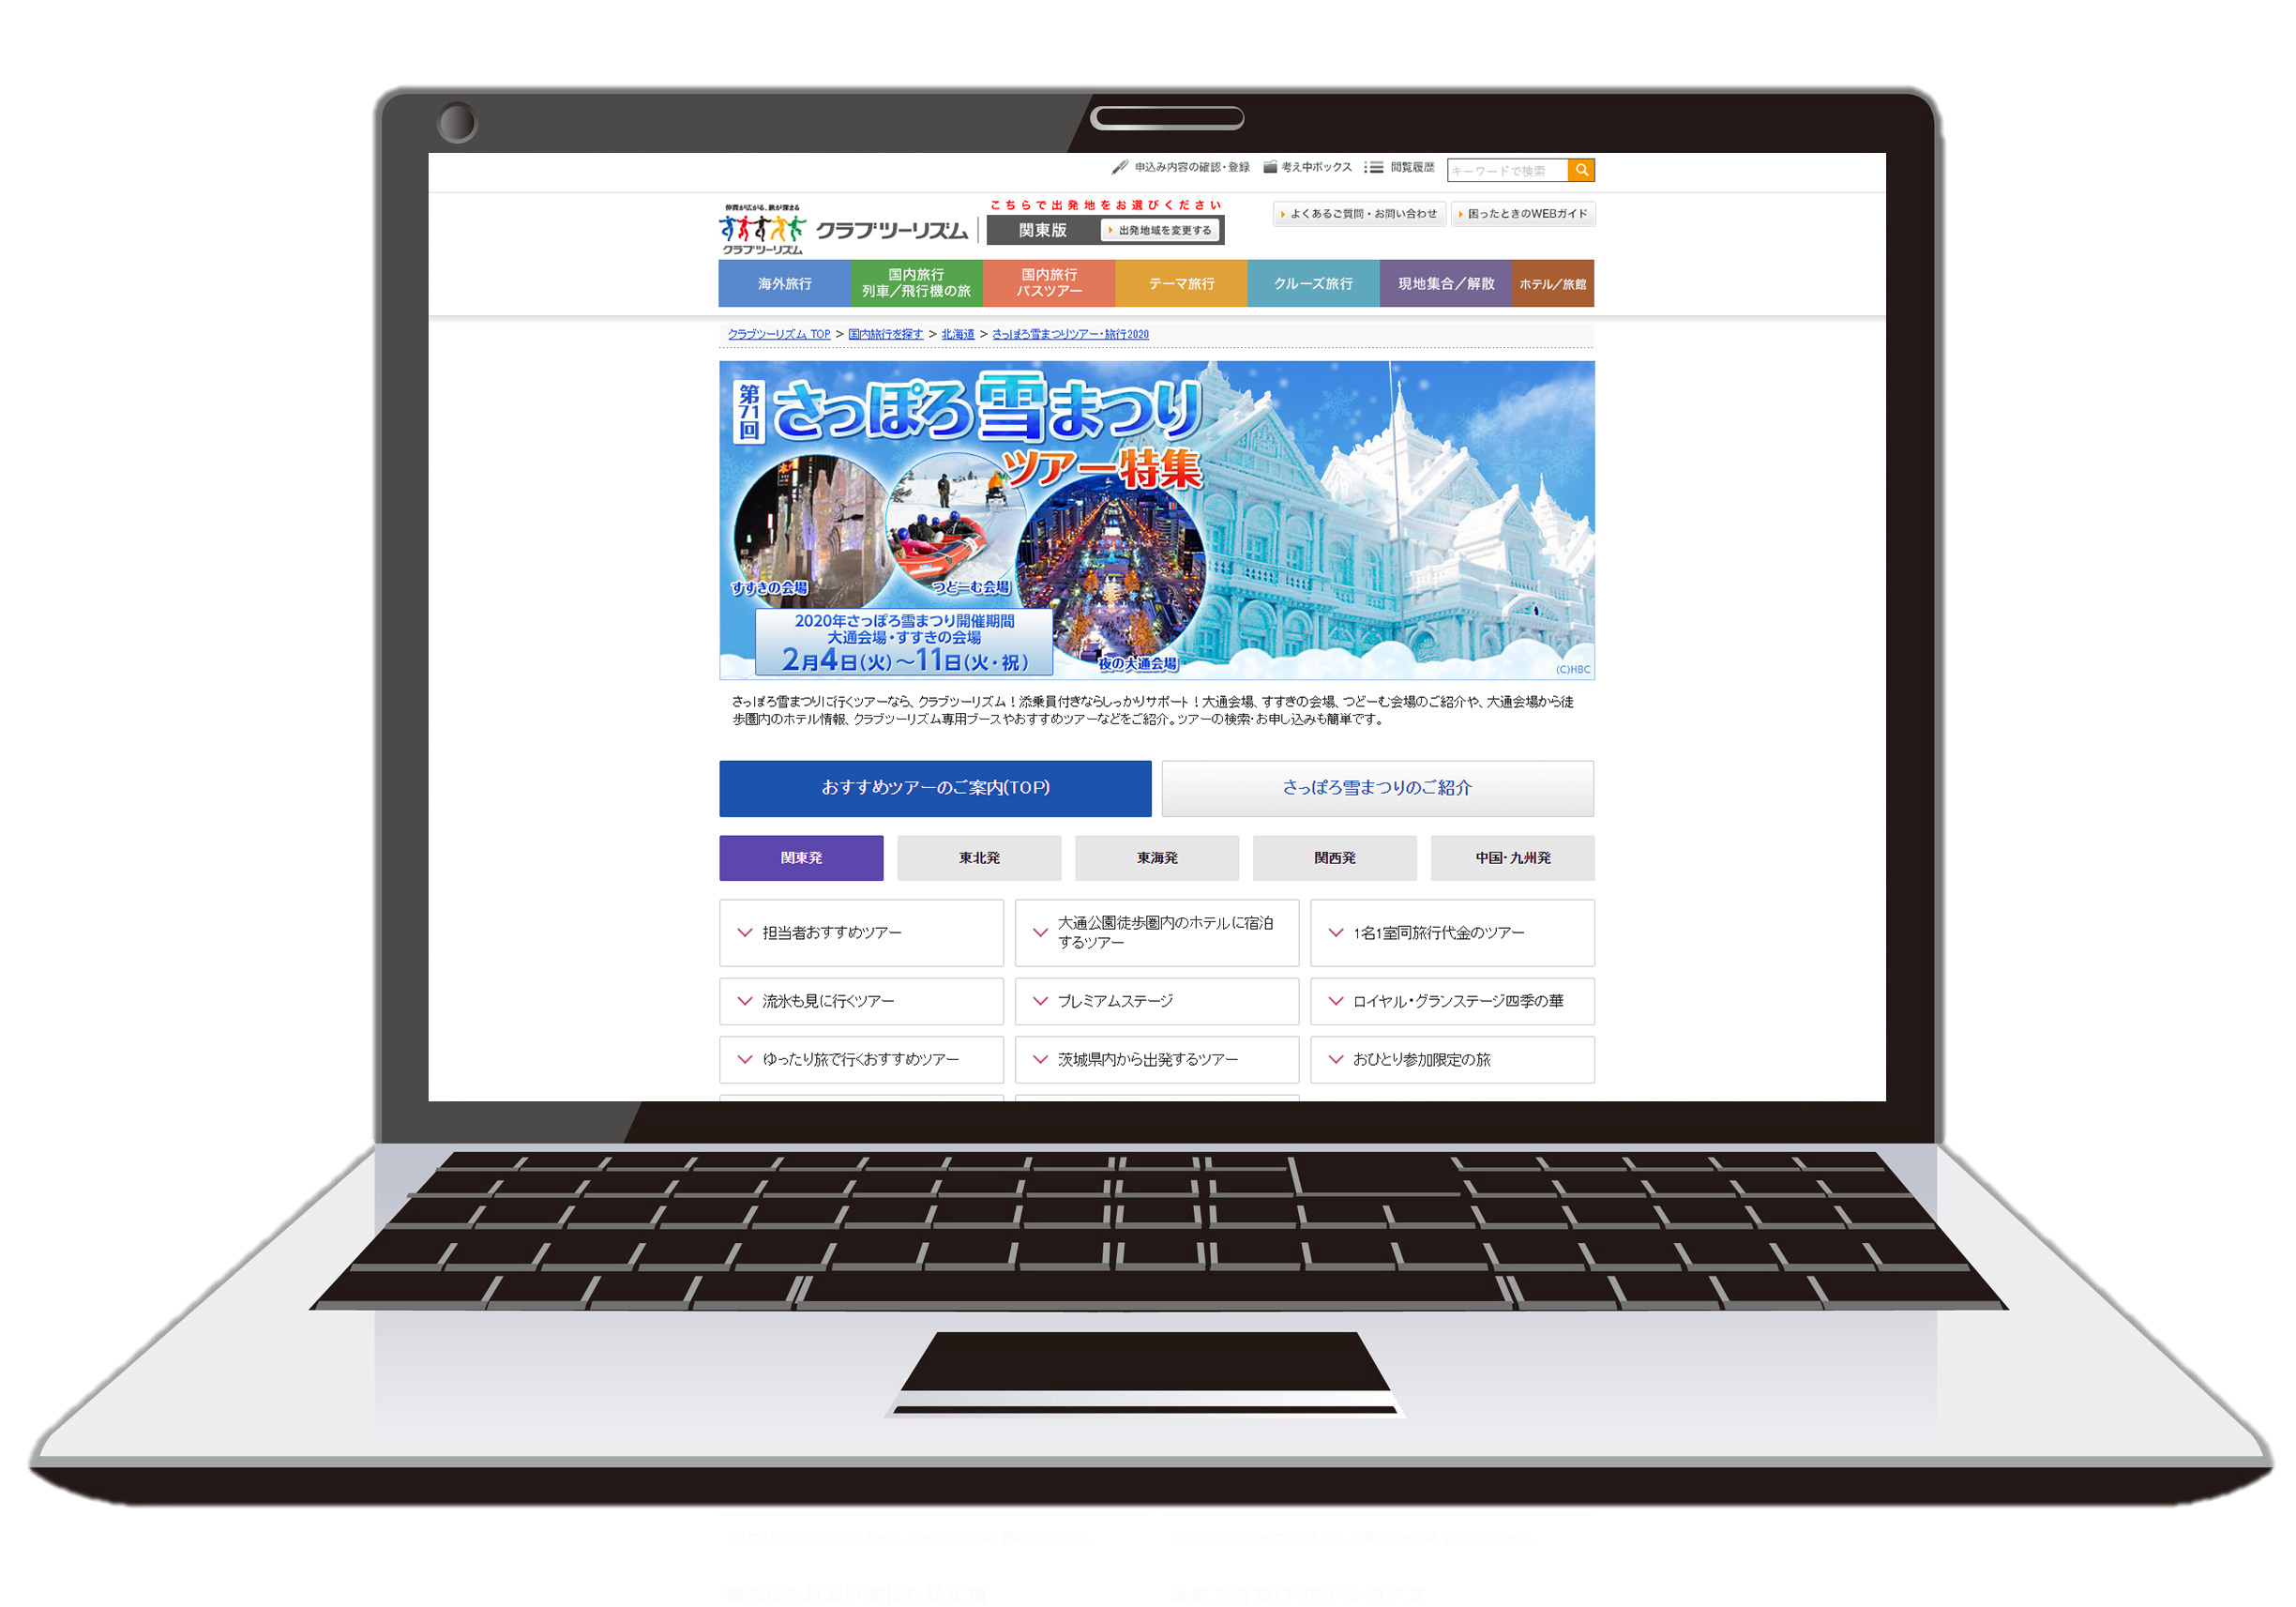 申込み内容の確認・登録
考え中ボックス
閲覧履歴
キーワードで検索
仲間が広がる、旅が深まる
クラブツーリズム
クラブツーリズム
こちらで出発地をお選びください
関東版
出発地域を変更する
よくあるご質問・お問い合わせ
困ったときのWEBガイド
海外旅行
国内旅行
列車／飛行機の旅
国内旅行
バスツアー
テーマ旅行
クルーズ旅行
現地集合／解散
ホテル／旅館
クラブツーリズム TOP > 国内旅行を探す > 北海道 > さっぽろ雪まつりツアー・旅行2020
第71回
さっぽろ雪まつり
ツアー特集
すすきの会場
つどーむ会場
夜の大通会場
2020年さっぽろ雪まつり開催期間
大通会場・すすきの会場
2月4日(火)～11日(火・祝)
(C)HBC
さっぽろ雪まつりに行くツアーなら、クラブツーリズム！添乗員付きならしっかりサポート！大通会場、すすきの会場、つどーむ会場のご紹介や、大通会場から徒
歩圏内のホテル情報、クラブツーリズム専用ブースやおすすめツアーなどをご紹介。ツアーの検索・お申し込みも簡単です。
おすすめツアーのご案内(TOP)
さっぽろ雪まつりのご紹介
関東発
東北発
東海発
関西発
中国・九州発
担当者おすすめツアー
大通公園徒歩圏内のホテルに宿泊
するツアー
1名1室同旅行代金のツアー
流氷も見に行くツアー
プレミアムステージ
ロイヤル・グランステージ四季の華
ゆったり旅で行くおすすめツアー
茨城県内から出発するツアー
おひとり参加限定の旅